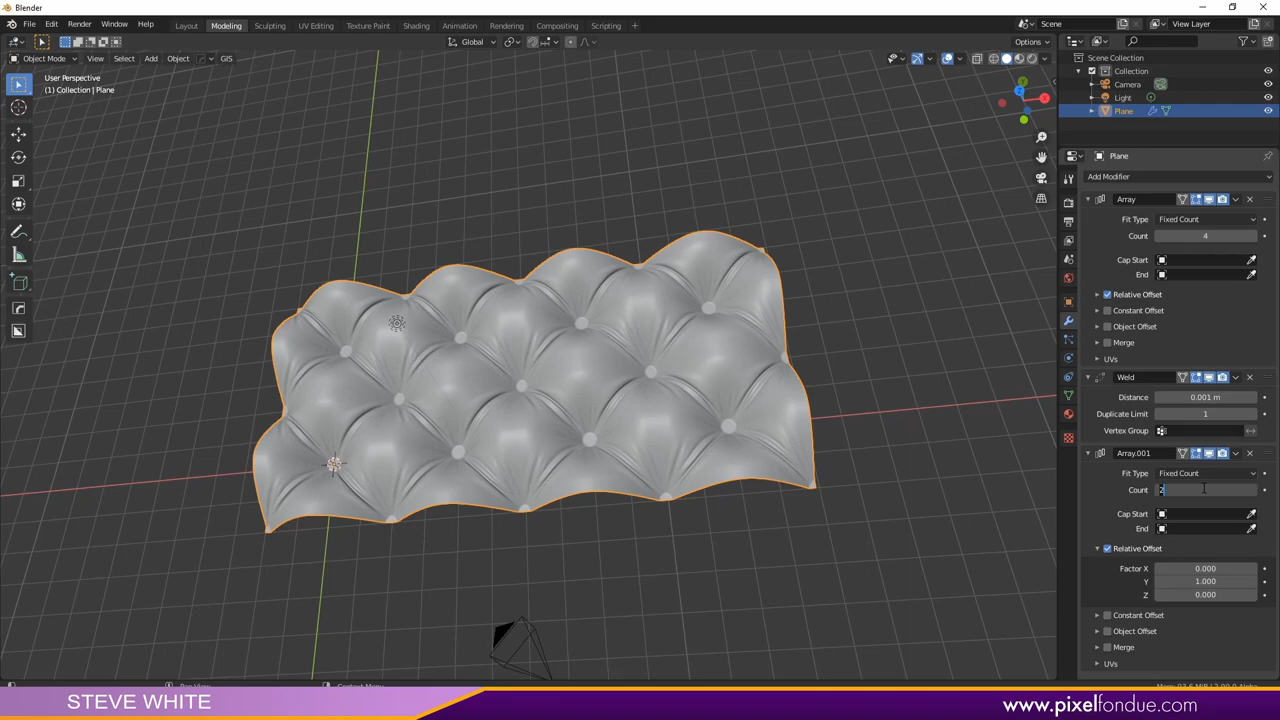 Blender
File Edit Render Window Help Layout Modeling Sculpting UV Editing Texture Paint Shading Animation Rendering Compositing Scripting + Scene View Layer
Global Options
Object Mode View Select Add Object GIS
User Perspective
(1) Collection | Plane
Scene Collection
Collection
Camera
Light
Plane
Plane
Add Modifier
Array
Fit Type Fixed Count
Count 4
Cap Start
End
Relative Offset
Constant Offset
Object Offset
Merge
UVs
Weld
Distance 0.001 m
Duplicate Limit 1
Vertex Group
Array.001
Fit Type Fixed Count
Count 2
Cap Start
End
Relative Offset
Factor X 0.000
Y 1.000
Z 0.000
Constant Offset
Object Offset
Merge
UVs
STEVE WHITE
www.pixelfondue.com